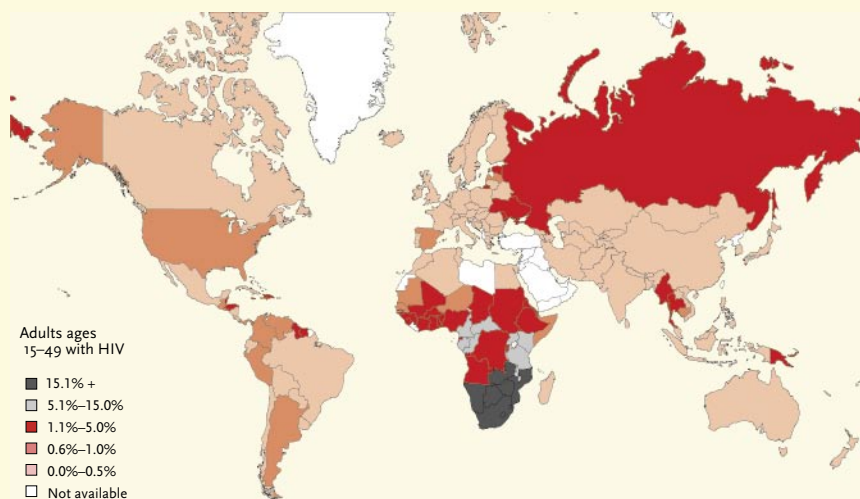 Adults ages
15–49 with HIV
15.1% +
5.1%–15.0%
1.1%–5.0%
0.6%–1.0%
0.0%–0.5%
Not available